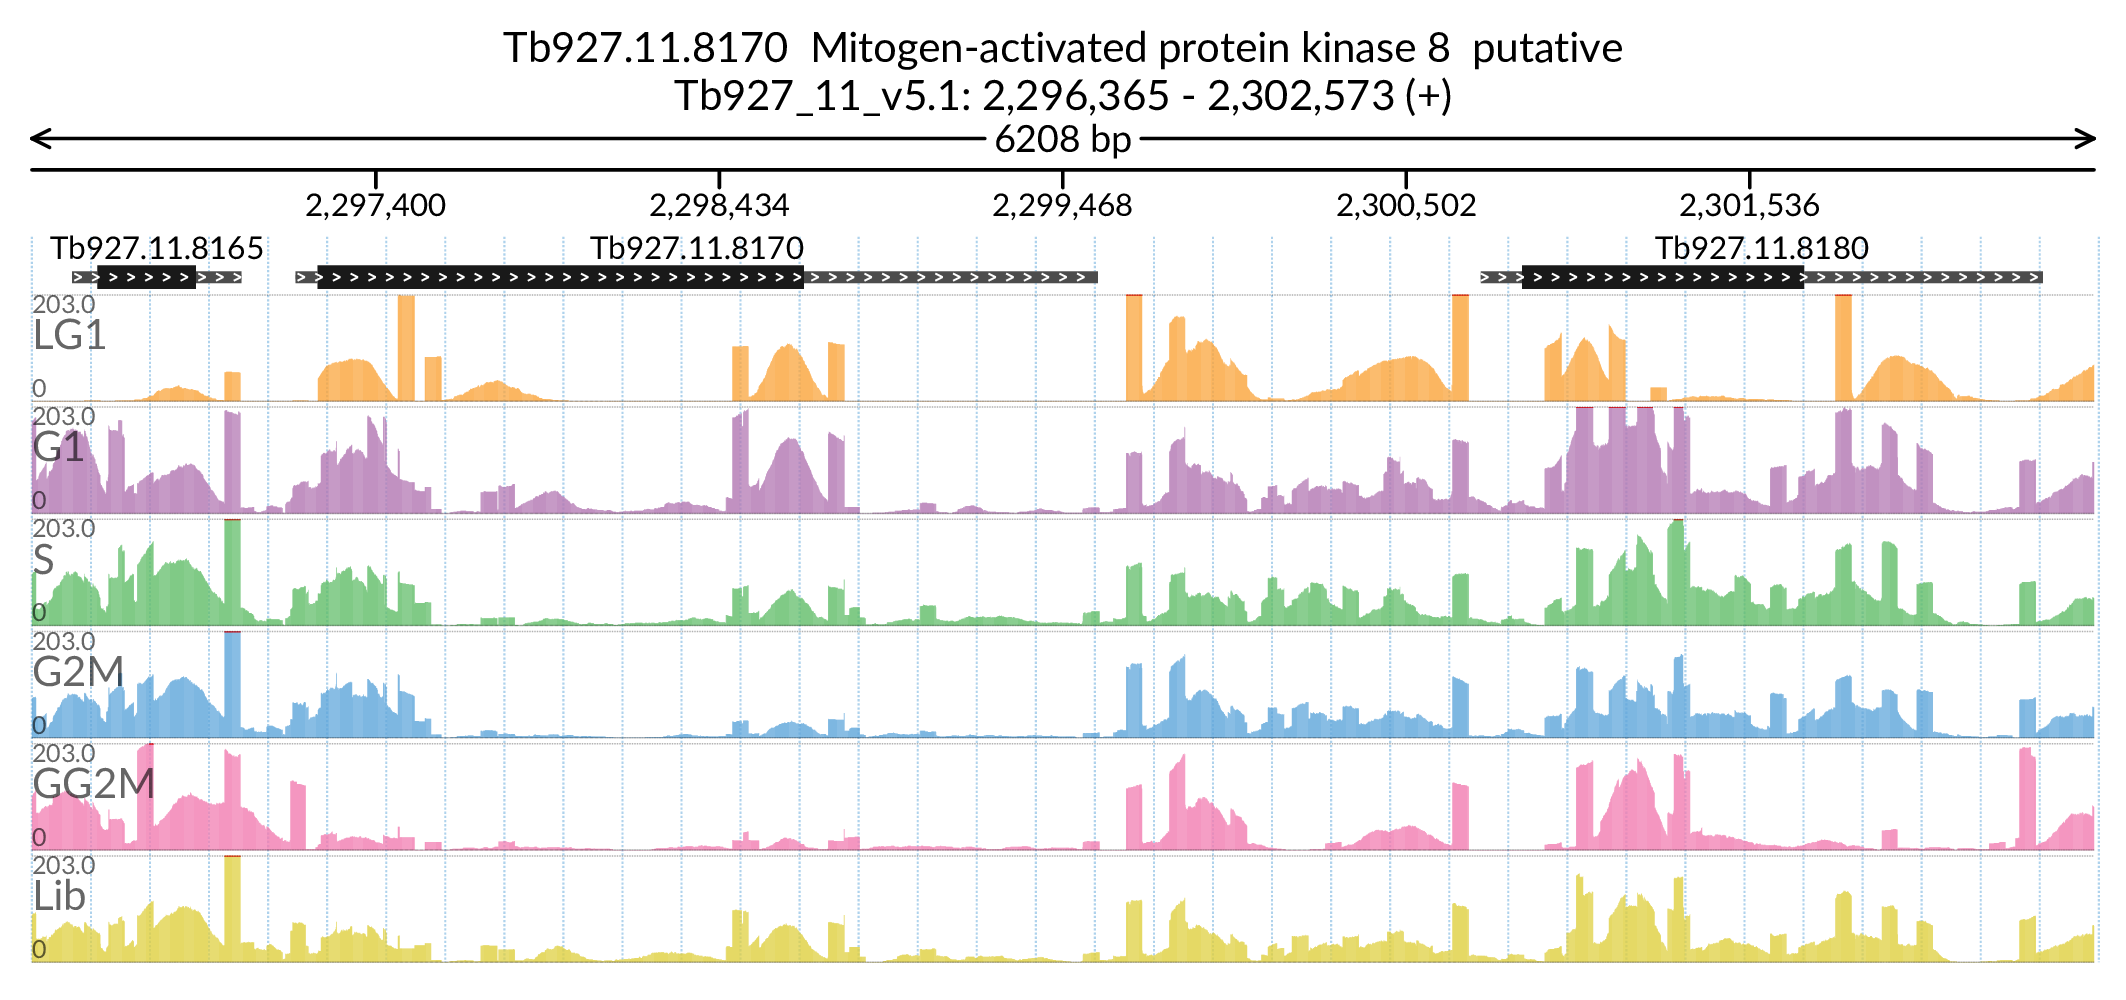 Tb927.11.8170  Mitogen-activated protein kinase 8  putative
Tb927_11_v5.1: 2,296,365 - 2,302,573 (+)
6208 bp
2,297,400 2,298,434 2,299,468 2,300,502 2,301,536
Tb927.11.8165 Tb927.11.8170 Tb927.11.8180
203.0
LG1
0
203.0
G1
0
203.0
S
0
203.0
G2M
0
203.0
GG2M
0
203.0
Lib
0